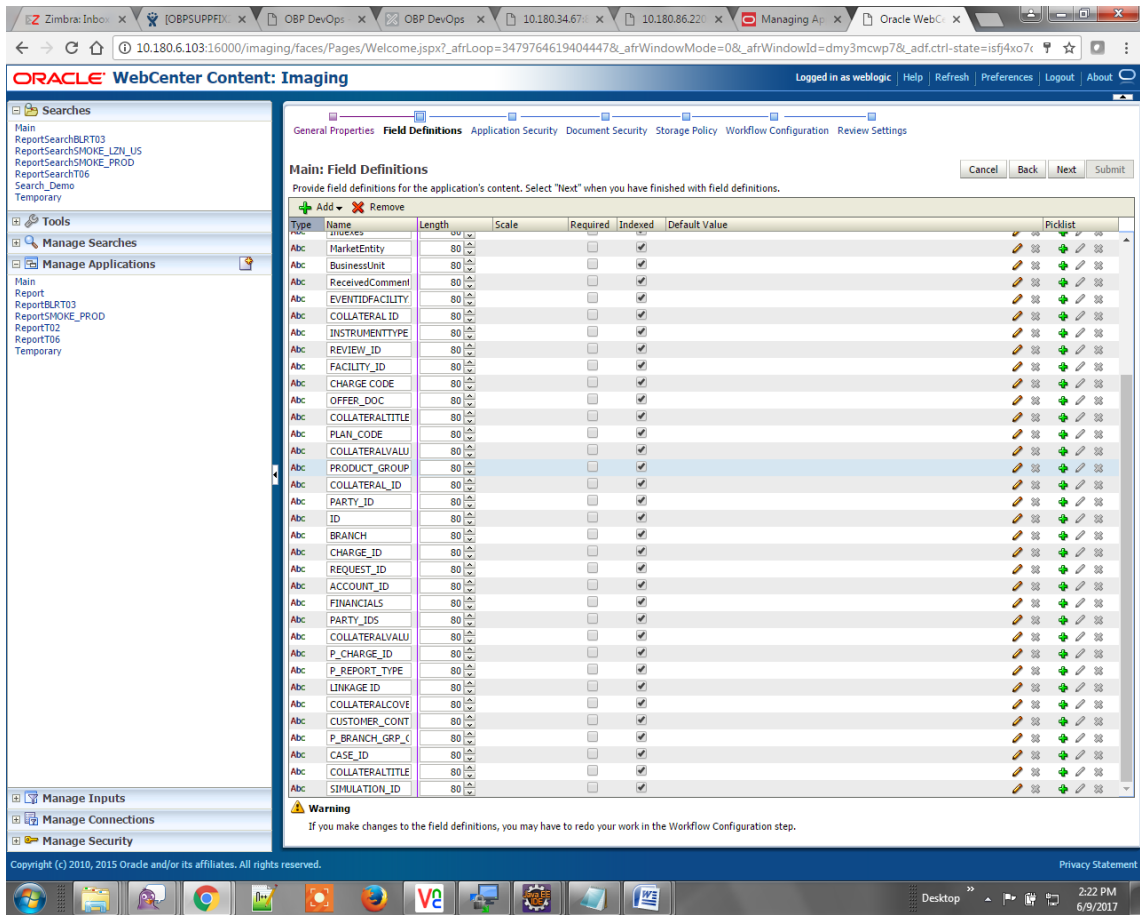 Zimbra: Inbox
[OBPSUPPFIX
OBP DevOps
OBP DevOps
10.180.34.67:8
10.180.86.220
Managing Ap
Oracle WebCe
10.180.6.103:16000/imaging/faces/Pages/Welcome.jspx?_afrLoop=34797646194044447&_afrWindowMode=0&_afrWindowId=dmy3mcwp7&_adf.ctrl-state=isfj4xo7c
ORACLE WebCenter Content: Imaging
Logged in as weblogic Help Refresh Preferences Logout About
Searches
Main
ReportSearchBLRT03
ReportSearchSMOKE_LZN_US
ReportSearchSMOKE_PROD
ReportSearchT06
Search_Demo
Temporary
Tools
Manage Searches
Manage Applications
Main
Report
ReportBLRT03
ReportSMOKE_PROD
ReportT02
ReportT06
Temporary
Manage Inputs
Manage Connections
Manage Security
General Properties Field Definitions Application Security Document Security Storage Policy Workflow Configuration Review Settings
Main: Field Definitions
Cancel Back Next Submit
Provide field definitions for the application's content. Select "Next" when you have finished with field definitions.
Add Remove
Type Name Length Scale Required Indexed Default Value Picklist
Abc Indexes 80
Abc MarketEntity 80
Abc BusinessUnit 80
Abc ReceivedComment 80
Abc EVENTIDFACILITY 80
Abc COLLATERAL ID 80
Abc INSTRUMENTTYPE 80
Abc REVIEW_ID 80
Abc FACILITY_ID 80
Abc CHARGE CODE 80
Abc OFFER_DOC 80
Abc COLLATERALTITLE 80
Abc PLAN_CODE 80
Abc COLLATERALVALU 80
Abc PRODUCT_GROUP 80
Abc COLLATERAL_ID 80
Abc PARTY_ID 80
Abc ID 80
Abc BRANCH 80
Abc CHARGE_ID 80
Abc REQUEST_ID 80
Abc ACCOUNT_ID 80
Abc FINANCIALS 80
Abc PARTY_IDS 80
Abc COLLATERALVALU 80
Abc P_CHARGE_ID 80
Abc P_REPORT_TYPE 80
Abc LINKAGE ID 80
Abc COLLATERALCOVE 80
Abc CUSTOMER_CONT 80
Abc P_BRANCH_GRP_C 80
Abc CASE_ID 80
Abc COLLATERALTITLE 80
Abc SIMULATION_ID 80
Warning
If you make changes to the field definitions, you may have to redo your work in the Workflow Configuration step.
Copyright (c) 2010, 2015 Oracle and/or its affiliates. All rights reserved.
Privacy Statement
Desktop
2:22 PM
6/9/2017